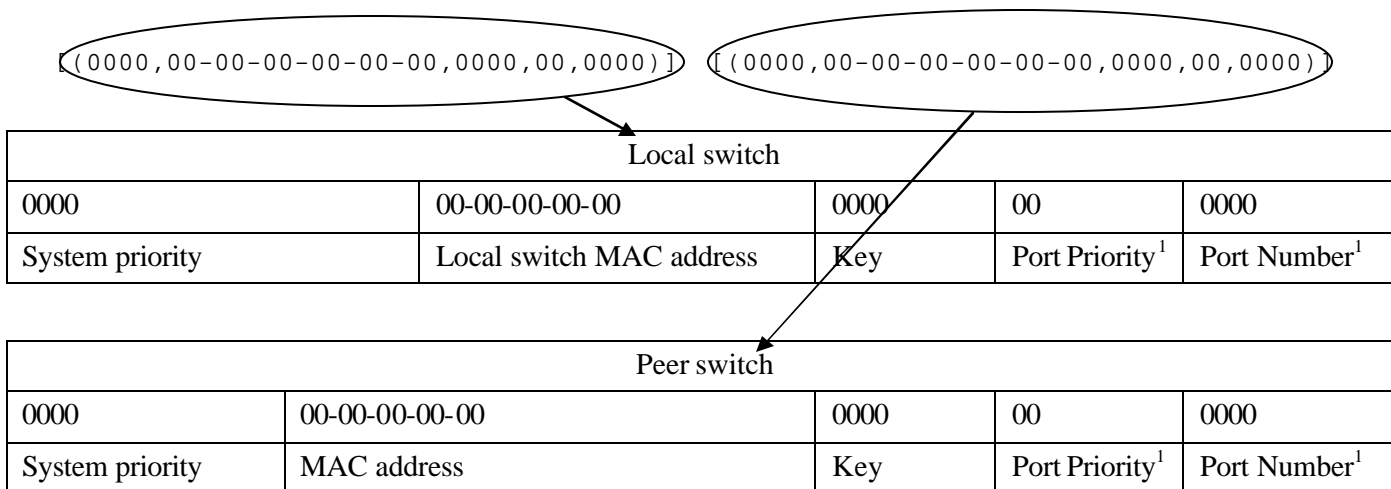 [(0000,00-00-00-00-00-00,0000,00,0000)] [(0000,00-00-00-00-00-00,0000,00,0000)]
Local switch
0000 00-00-00-00-00 0000 00 0000
System priority Local switch MAC address Key Port Priority¹ Port Number¹
Peer switch
0000 00-00-00-00-00 0000 00 0000
System priority MAC address Key Port Priority¹ Port Number¹